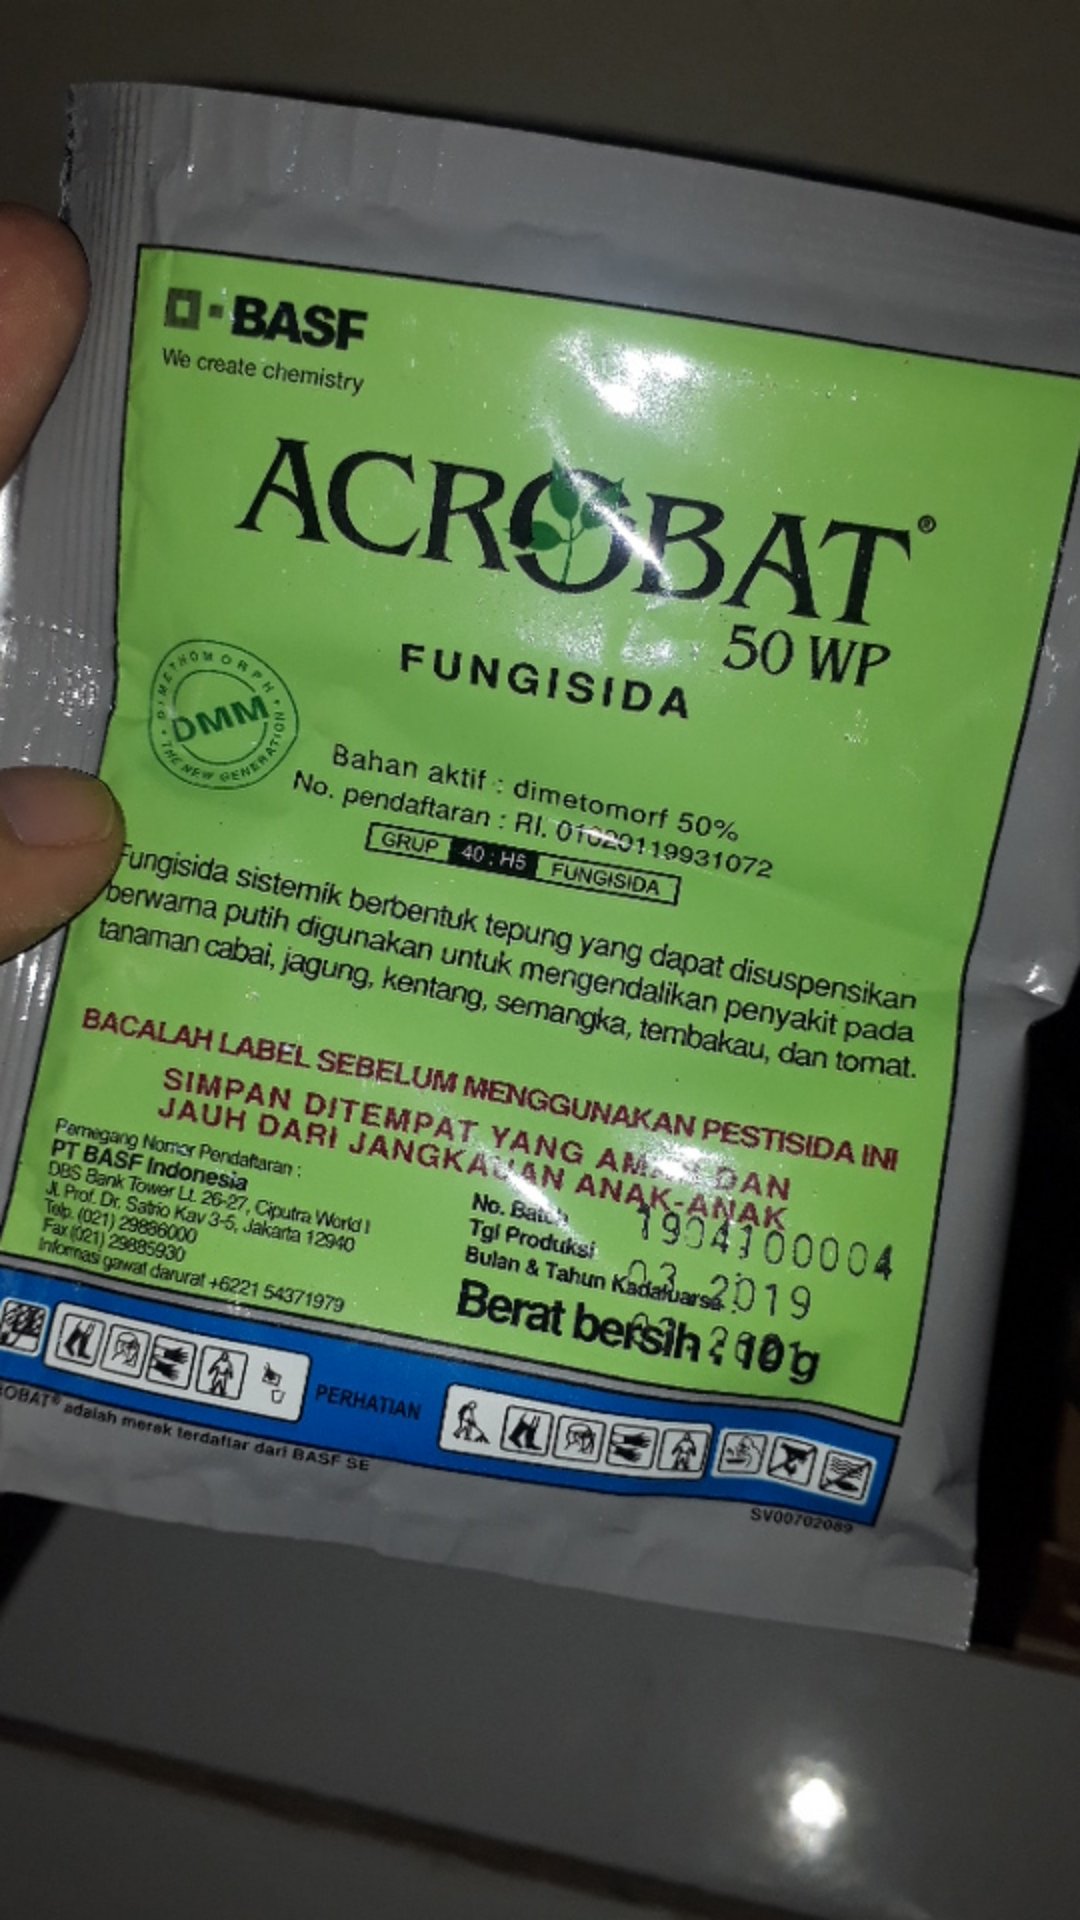 BASF
We create chemistry
ACROBAT®
50 WP
FUNGISIDA
DIMETHOMORPH • THE NEW GENERATION •
DMM
Bahan aktif : dimetomorf 50%
No. pendaftaran : RI. 01020119931072
GRUP 40 : H5 FUNGISIDA
Fungisida sistemik berbentuk tepung yang dapat disuspensikan
berwarna putih digunakan untuk mengendalikan penyakit pada
tanaman cabai, jagung, kentang, semangka, tembakau, dan tomat.
BACALAH LABEL SEBELUM MENGGUNAKAN PESTISIDA INI
SIMPAN DITEMPAT YANG AMAN DAN
JAUH DARI JANGKAUAN ANAK-ANAK
Pemegang Nomor Pendaftaran :
PT BASF Indonesia
DBS Bank Tower Lt. 26-27, Ciputra World I
Jl. Prof. Dr. Satrio Kav 3-5, Jakarta 12940
Telp. (021) 29886000
Fax (021) 29885930
Informasi gawat darurat +6221 54371979
No. Batch 1904100004
Tgl Produksi 03 2019
Bulan & Tahun Kadaluarsa :
Berat bersih : 10 g
PERHATIAN
ROBAT® adalah merek terdaftar dari BASF SE
SV00702089